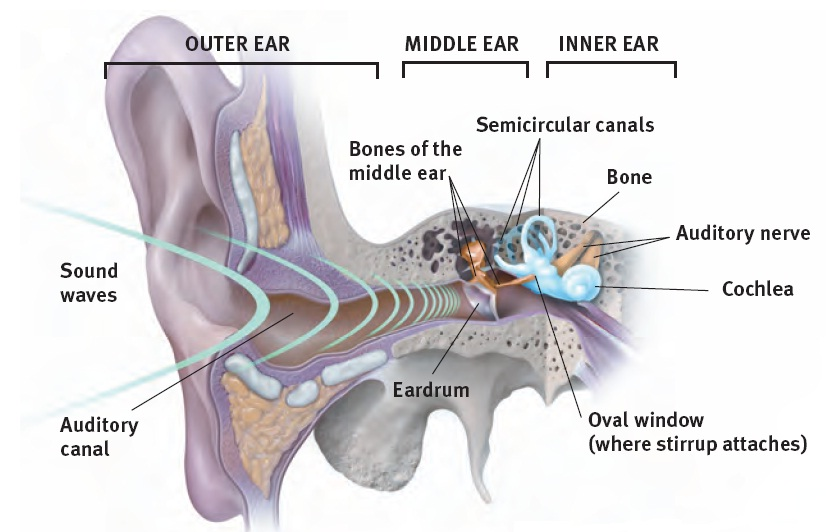 OUTER EAR
MIDDLE EAR
INNER EAR
Semicircular canals
Bones of the
middle ear
Bone
Auditory nerve
Sound
waves
Cochlea
Eardrum
Auditory
canal
Oval window
(where stirrup attaches)